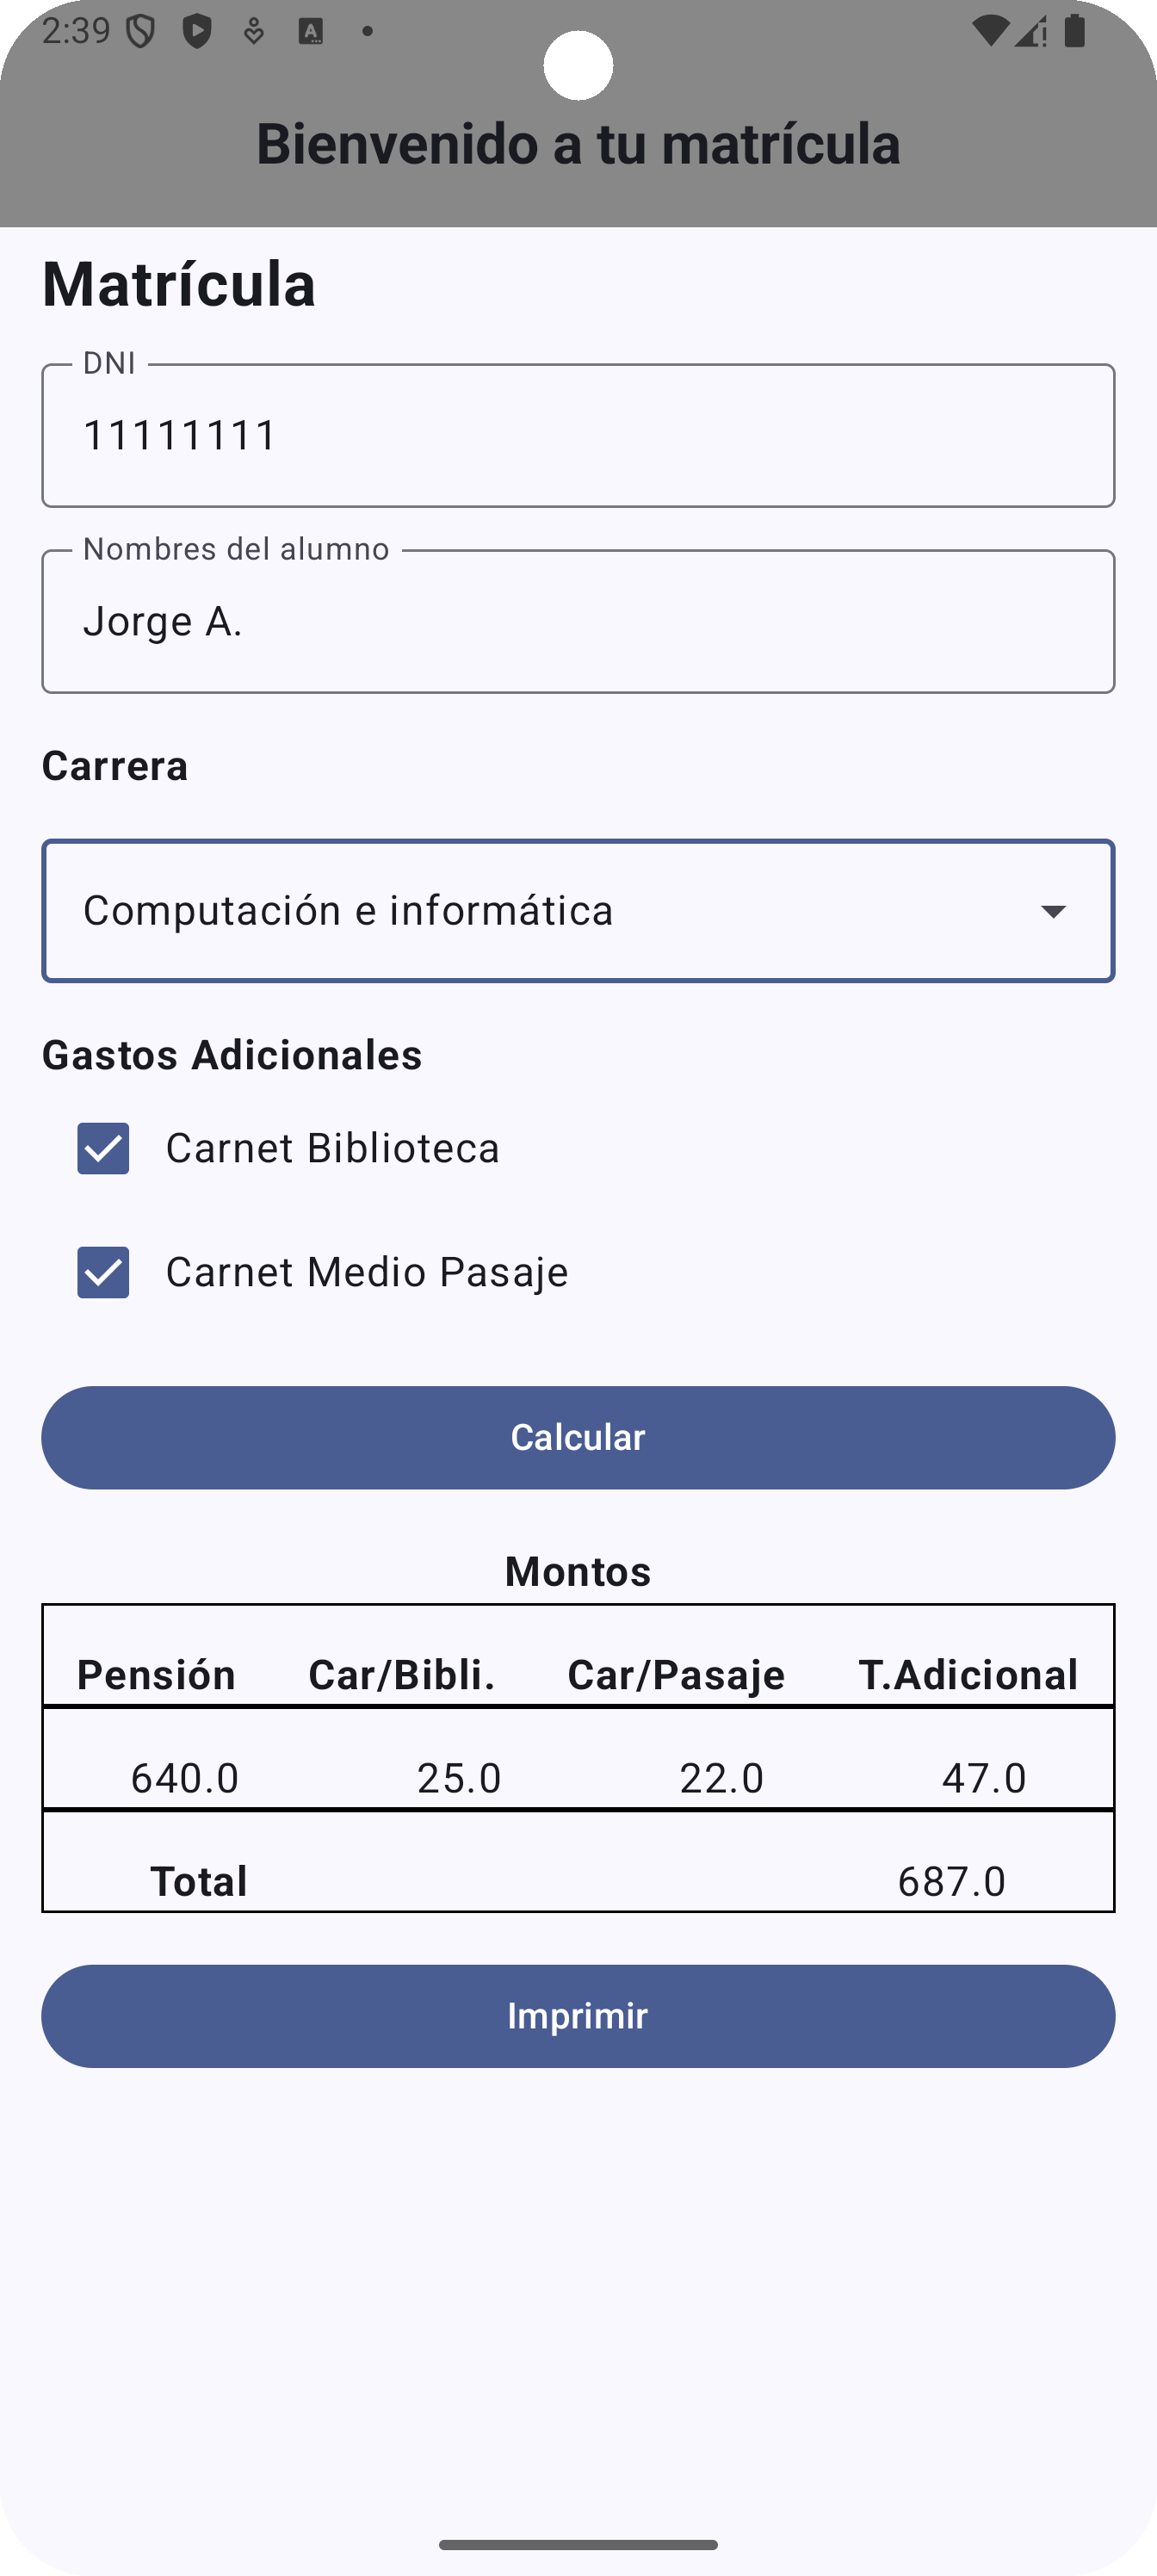 2:39
Bienvenido a tu matrícula
Matrícula
DNI
11111111
Nombres del alumno
Jorge A.
Carrera
Computación e informática
Gastos Adicionales
Carnet Biblioteca
Carnet Medio Pasaje
Calcular
Montos
Pensión Car/Bibli. Car/Pasaje T.Adicional
640.0 25.0 22.0 47.0
Total 687.0
Imprimir